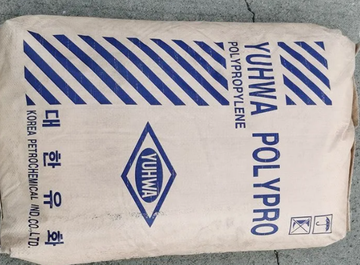 YUHWA POLYPRO
POLYPROPYLENE
YUHWA
대한유화
KOREA PETROCHEMICAL IND.CO.,LTD.